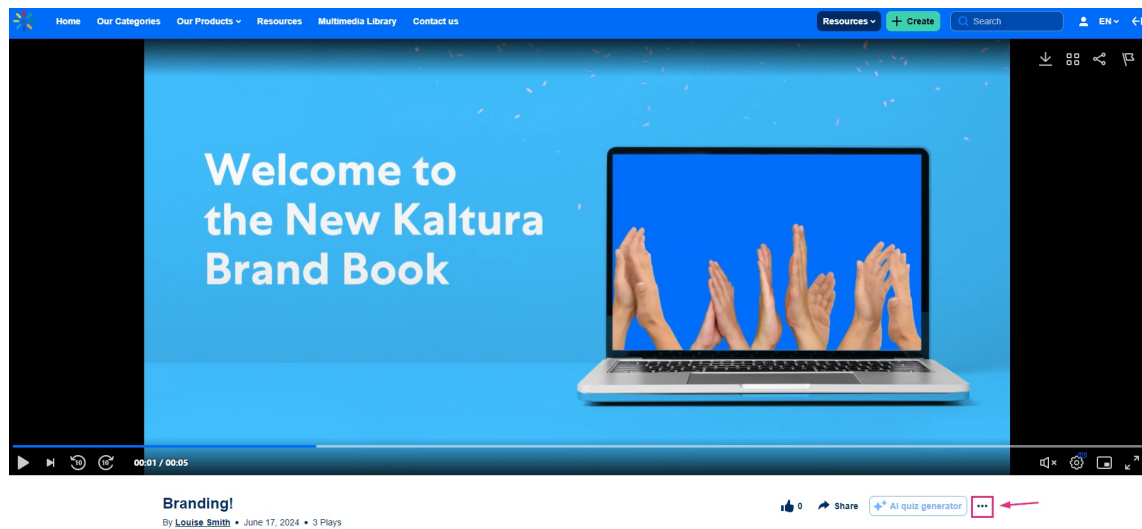 Home Our Categories Our Products Resources Multimedia Library Contact us Resources + Create Search EN
Welcome to
the New Kaltura
Brand Book
10 10 00:01 / 00:05 HD
Branding!
0 Share AI quiz generator
By Louise Smith • June 17, 2024 • 3 Plays